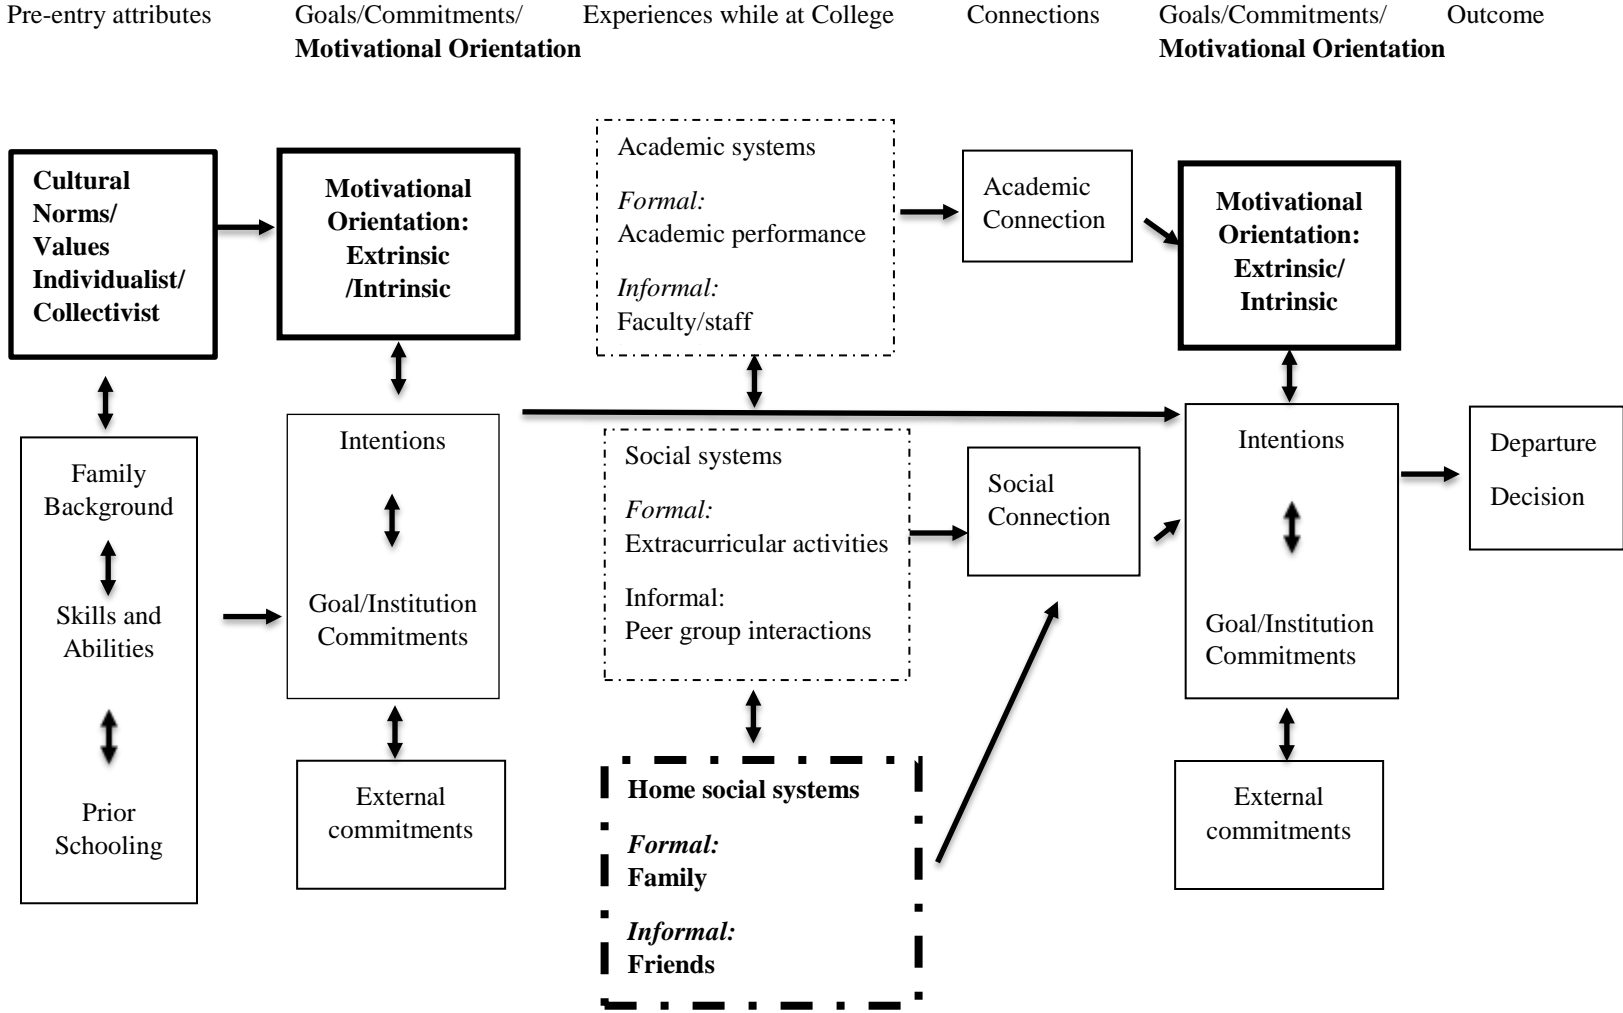 Pre-entry attributes
Goals/Commitments/
Motivational Orientation
Experiences while at College
Connections
Goals/Commitments/
Motivational Orientation
Outcome
Cultural
Norms/
Values
Individualist/
Collectivist
Family
Background
Skills and
Abilities
Prior
Schooling
Motivational
Orientation:
Extrinsic
/Intrinsic
Intentions
Goal/Institution
Commitments
External
commitments
Academic systems
Formal:
Academic performance
Informal:
Faculty/staff
Social systems
Formal:
Extracurricular activities
Informal:
Peer group interactions
Home social systems
Formal:
Family
Informal:
Friends
Academic
Connection
Social
Connection
Motivational
Orientation:
Extrinsic/
Intrinsic
Intentions
Goal/Institution
Commitments
External
commitments
Departure
Decision